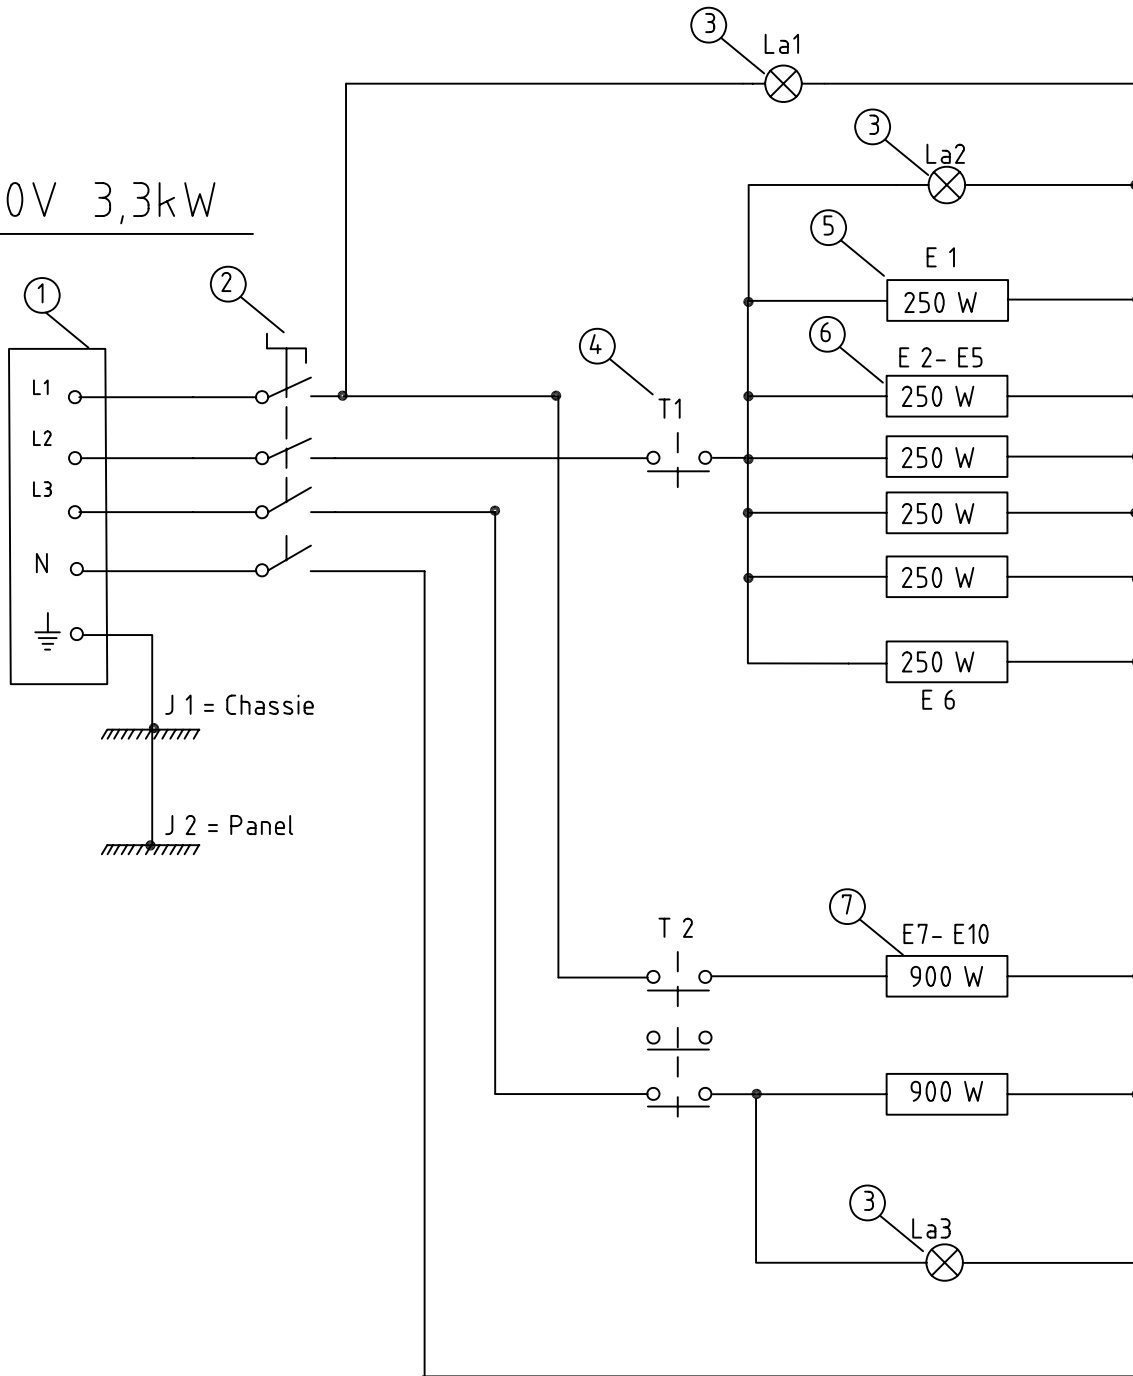 3
La1
3
La2
0V 3,3kW
5
E 1
250 W
1
2
4
6
E 2- E5
250 W
L1
T1
L2
250 W
L3
250 W
N
250 W
250 W
E 6
J 1 = Chassie
J 2 = Panel
7
T 2
E7- E10
900 W
900 W
3
La3